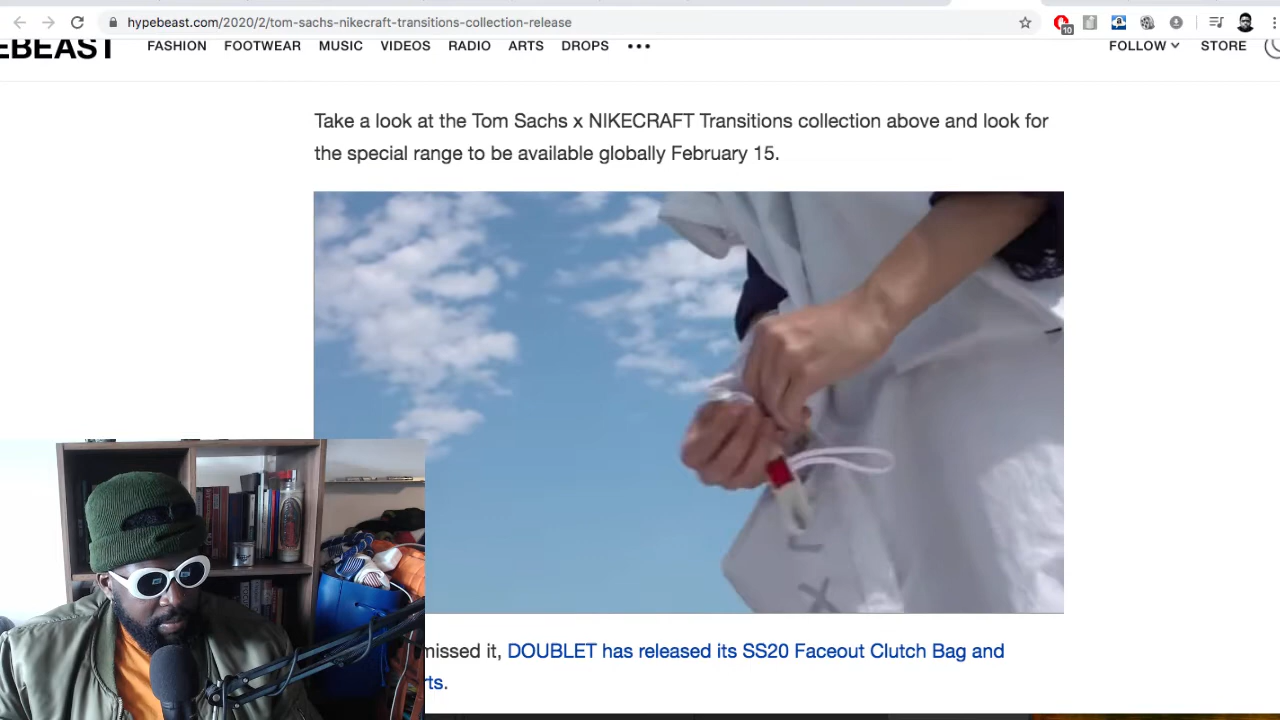 hypebeast.com/2020/2/tom-sachs-nikecraft-transitions-collection-release
10
EBEAST FASHION FOOTWEAR MUSIC VIDEOS RADIO ARTS DROPS ••• FOLLOW STORE
Take a look at the Tom Sachs x NIKECRAFT Transitions collection above and look for
the special range to be available globally February 15.
missed it, DOUBLET has released its SS20 Faceout Clutch Bag and
rts.